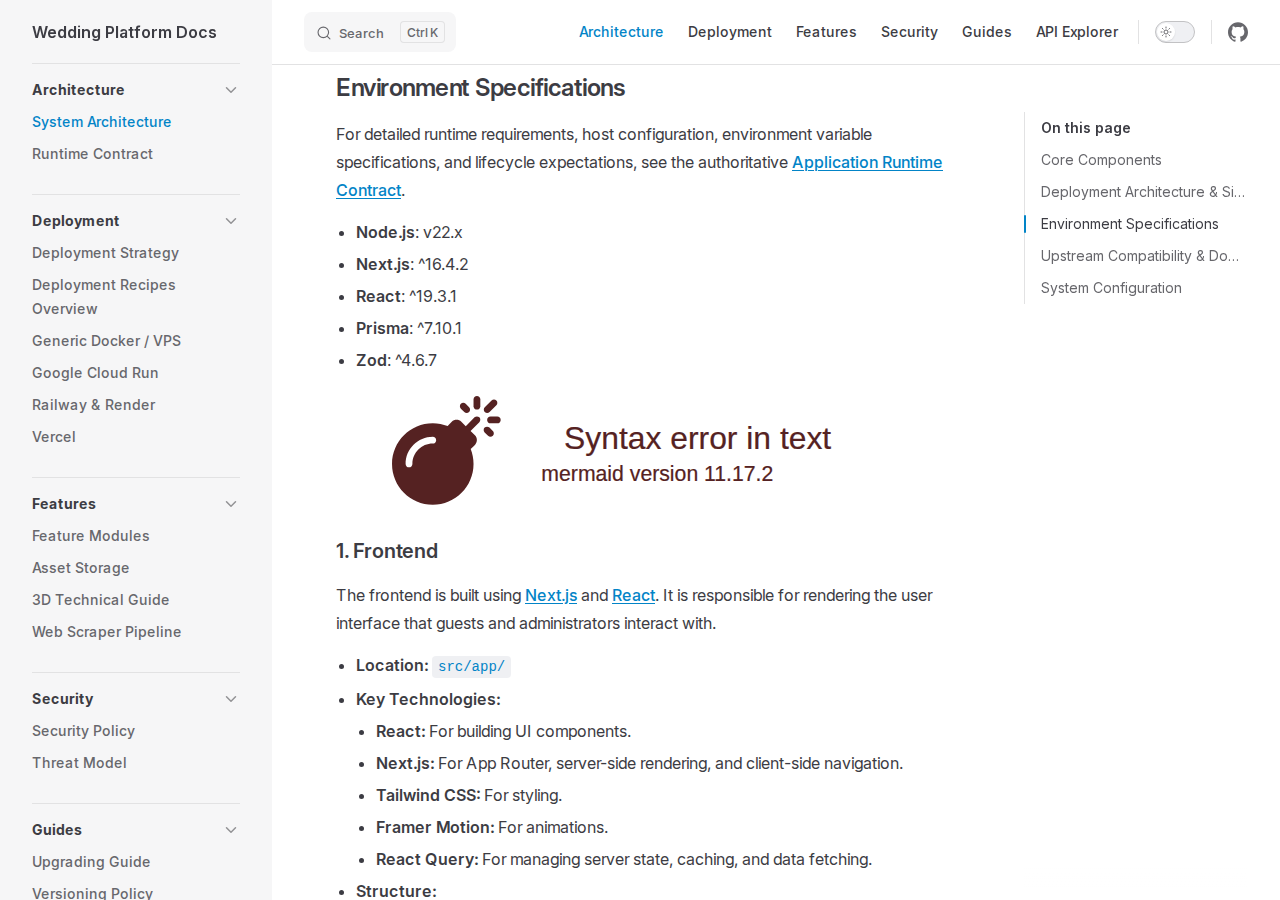 Wedding Platform Docs
Search Ctrl K
Architecture Deployment Features Security Guides API Explorer
Architecture
System Architecture
Runtime Contract
Deployment
Deployment Strategy
Deployment Recipes
Overview
Generic Docker / VPS
Google Cloud Run
Railway & Render
Vercel
Features
Feature Modules
Asset Storage
3D Technical Guide
Web Scraper Pipeline
Security
Security Policy
Threat Model
Guides
Upgrading Guide
Versioning Policy
Environment Specifications
For detailed runtime requirements, host configuration, environment variable
specifications, and lifecycle expectations, see the authoritative Application Runtime
Contract.
Node.js: v22.x
Next.js: ^16.4.2
React: ^19.3.1
Prisma: ^7.10.1
Zod: ^4.6.7
Syntax error in text
mermaid version 11.17.2
1. Frontend
The frontend is built using Next.js and React. It is responsible for rendering the user
interface that guests and administrators interact with.
Location: src/app/
Key Technologies:
React: For building UI components.
Next.js: For App Router, server-side rendering, and client-side navigation.
Tailwind CSS: For styling.
Framer Motion: For animations.
React Query: For managing server state, caching, and data fetching.
Structure:
On this page
Core Components
Deployment Architecture & Si...
Environment Specifications
Upstream Compatibility & Do...
System Configuration